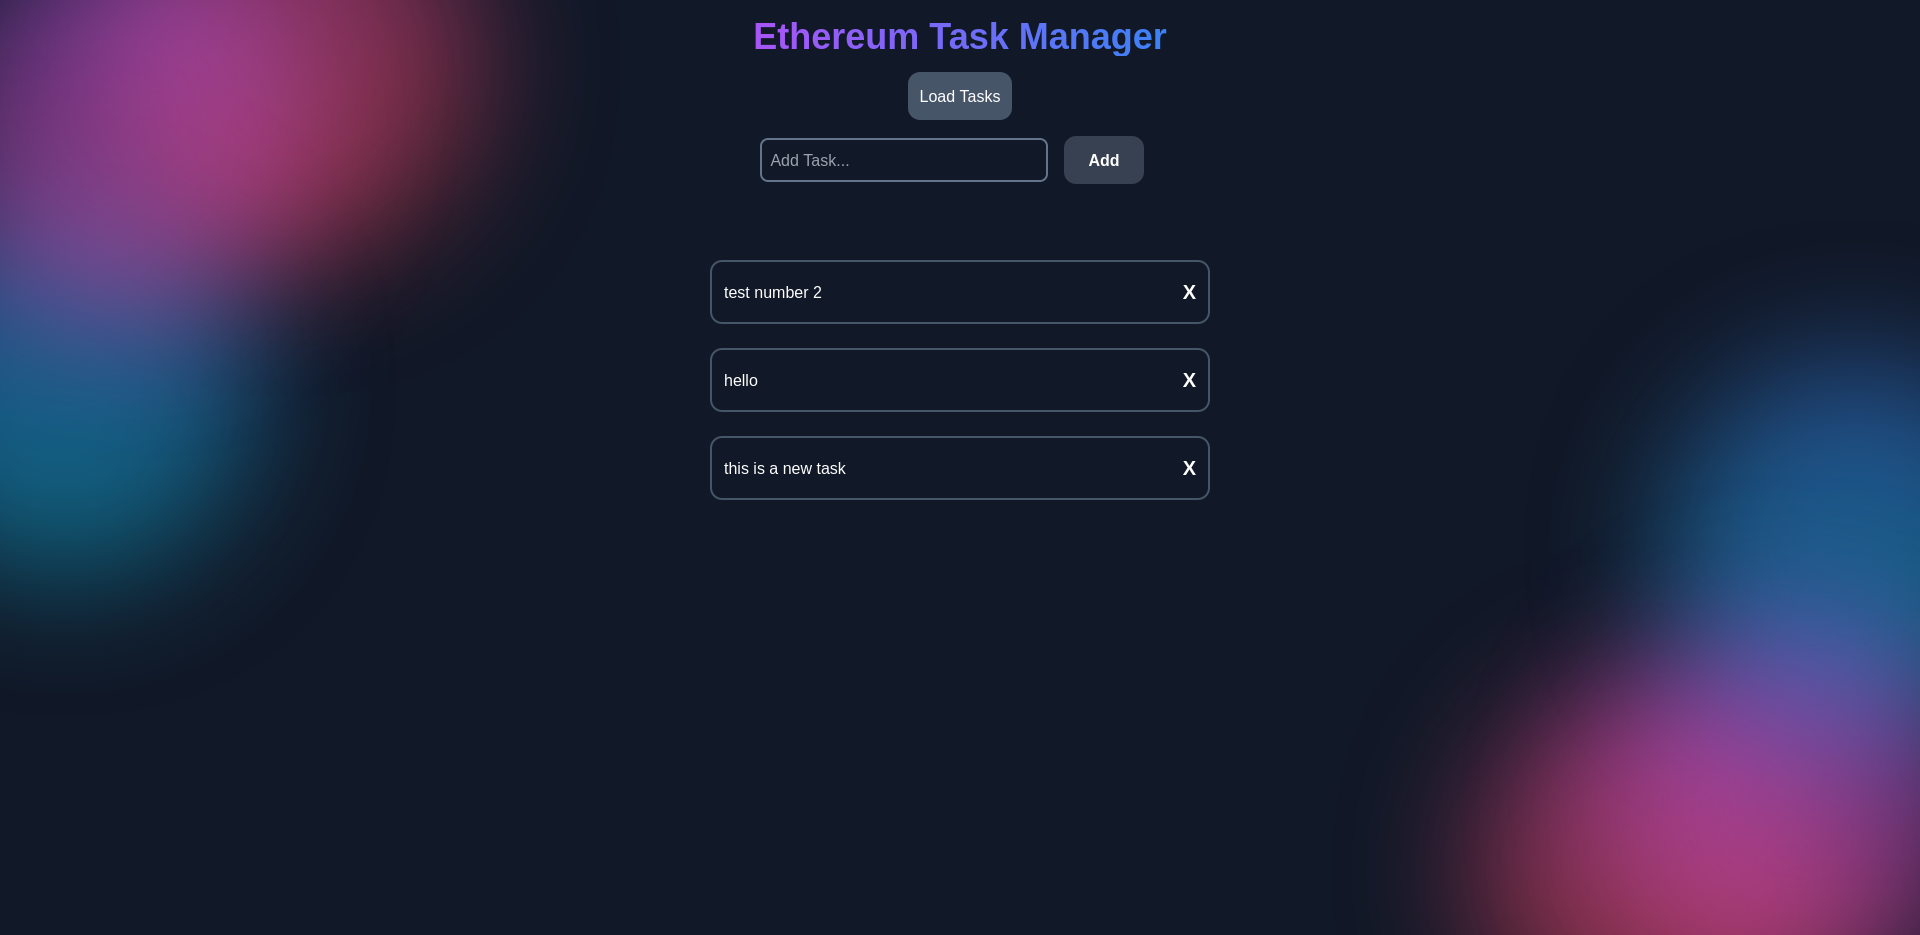 Ethereum Task Manager
Load Tasks
Add Task...
Add
test number 2 X
hello X
this is a new task X